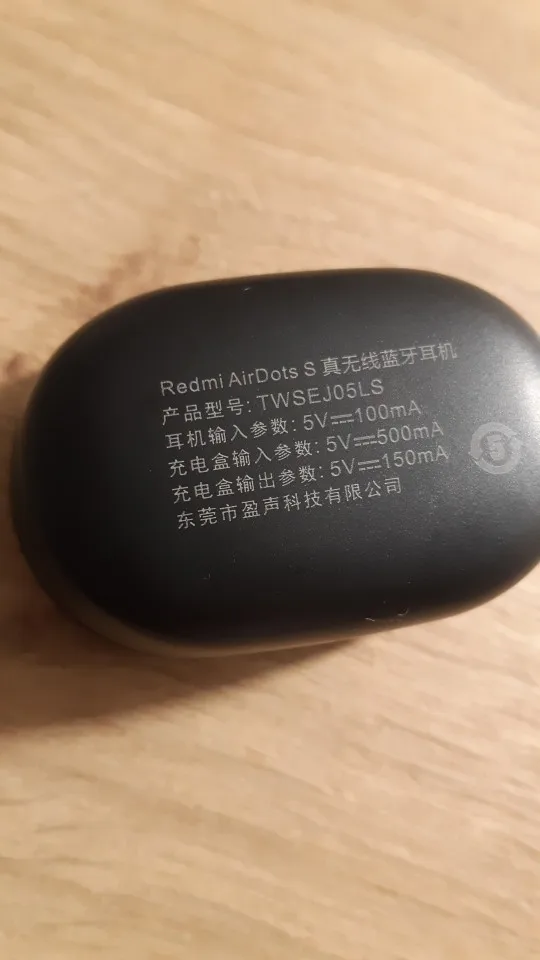 Redmi AirDots S 真无线蓝牙耳机
产品型号: TWSEJ05LS
耳机输入参数: 5V⎓100mA
充电盒输入参数: 5V⎓500mA
充电盒输出参数: 5V⎓150mA
东莞市盈声科技有限公司